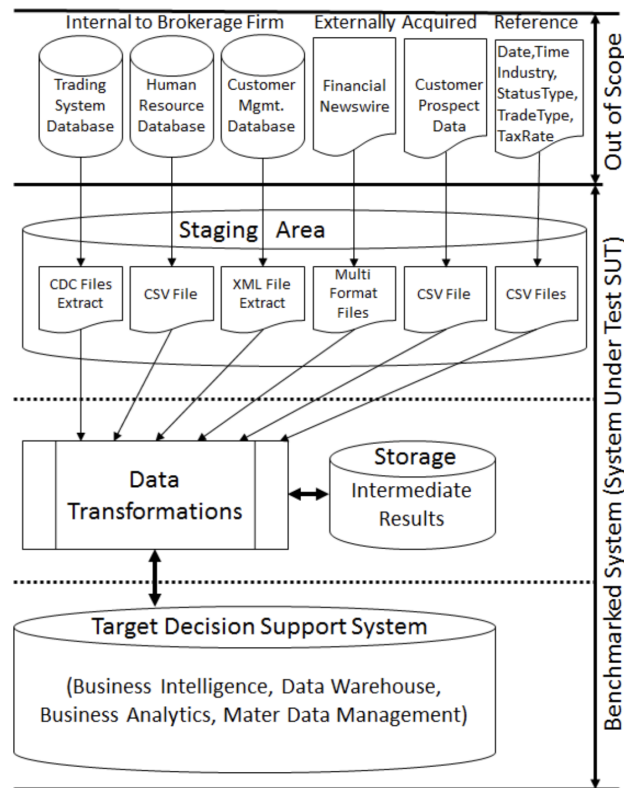 Internal to Brokerage Firm
Externally Acquired
Reference
Trading
System
Database
Human
Resource
Database
Customer
Mgmt.
Database
Financial
Newswire
Customer
Prospect
Data
Date,Time
Industry,
StatusType,
TradeType,
TaxRate
Out of Scope
Staging Area
CDC Files
Extract
CSV File
XML File
Extract
Multi
Format
Files
CSV File
CSV Files
Data
Transformations
Storage
Intermediate
Results
Target Decision Support System
(Business Intelligence, Data Warehouse,
Business Analytics, Mater Data Management)
Benchmarked System (System Under Test SUT)